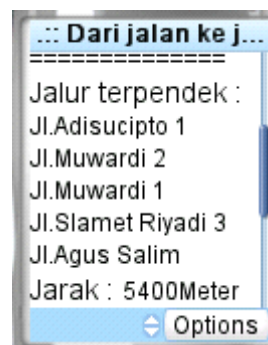 .:: Dari jalan ke j...
==============
Jalur terpendek :
Jl.Adisucipto 1
Jl.Muwardi 2
Jl.Muwardi 1
Jl.Slamet Riyadi 3
Jl.Agus Salim
Jarak : 5400Meter
Options